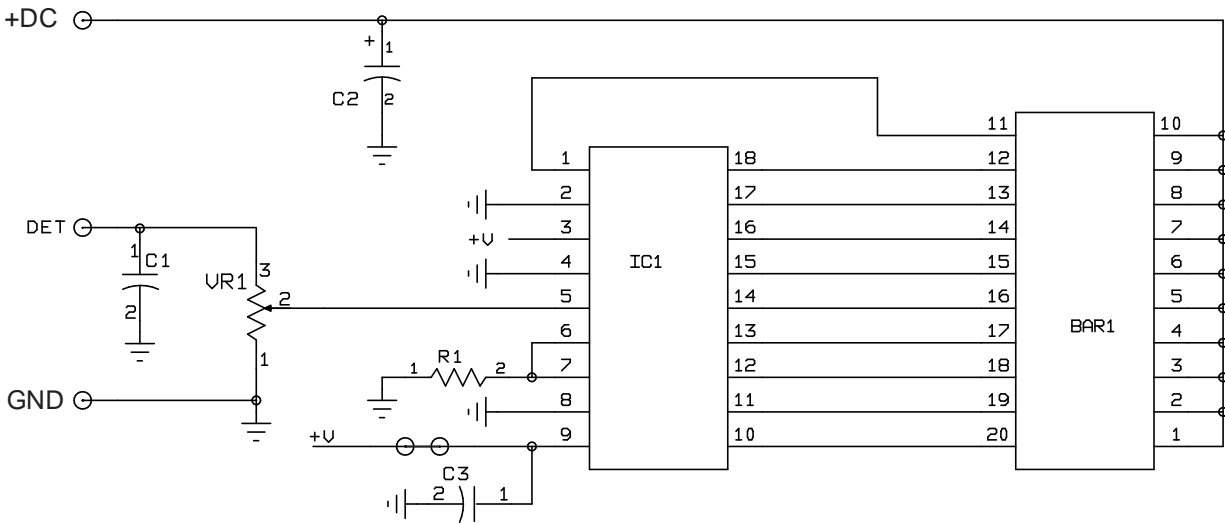 +DC
+ 1
C2 2
11 10
1 18 12 9
2 17 13 8
DET
3 16 14 7
+V
1 C1 3
4 15 15 6
IC1
VR1 2
5 14 16 5
2
6 13 17 4
BAR1
R1
1 1 2 7 12 18 3
GND
8 11 19 2
+V 9 10 20 1
C3
2 1